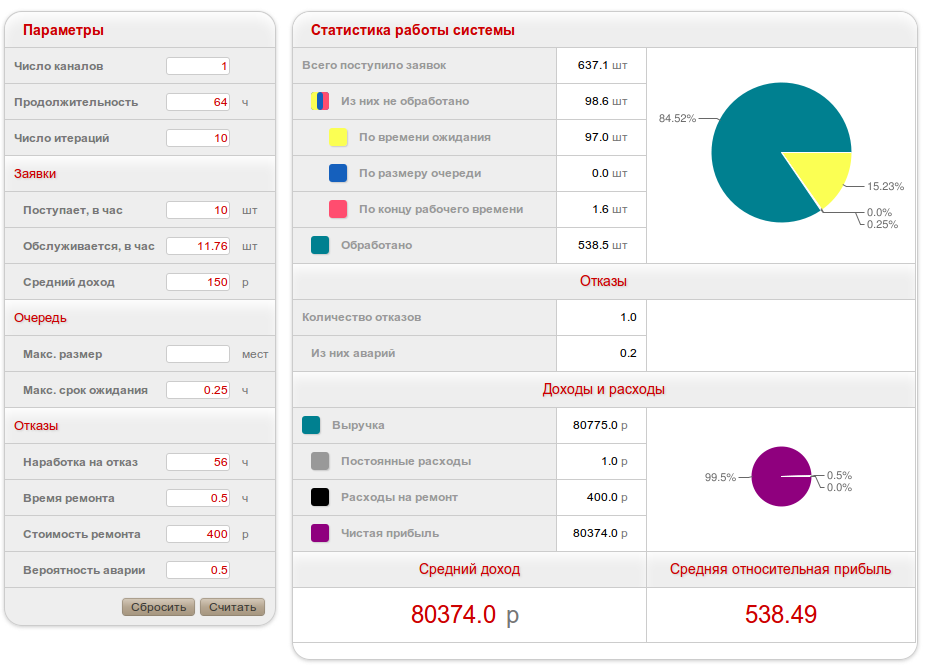 Параметры
Число каналов 1
Продолжительность 64 ч
Число итераций 10
Заявки
Поступает, в час 10 шт
Обслуживается, в час 11.76 шт
Средний доход 150 р
Очередь
Макс. размер мест
Макс. срок ожидания 0.25 ч
Отказы
Наработка на отказ 56 ч
Время ремонта 0.5 ч
Стоимость ремонта 400 р
Вероятность аварии 0.5
Сбросить Считать
Статистика работы системы
Всего поступило заявок 637.1 шт
Из них не обработано 98.6 шт
По времени ожидания 97.0 шт
По размеру очереди 0.0 шт
По концу рабочего времени 1.6 шт
Обработано 538.5 шт
84.52%
15.23%
0.0%
0.25%
Отказы
Количество отказов 1.0
Из них аварий 0.2
Доходы и расходы
Выручка 80775.0 р
Постоянные расходы 1.0 р
Расходы на ремонт 400.0 р
Чистая прибыль 80374.0 р
99.5%
0.5%
0.0%
Средний доход Средняя относительная прибыль
80374.0 р 538.49